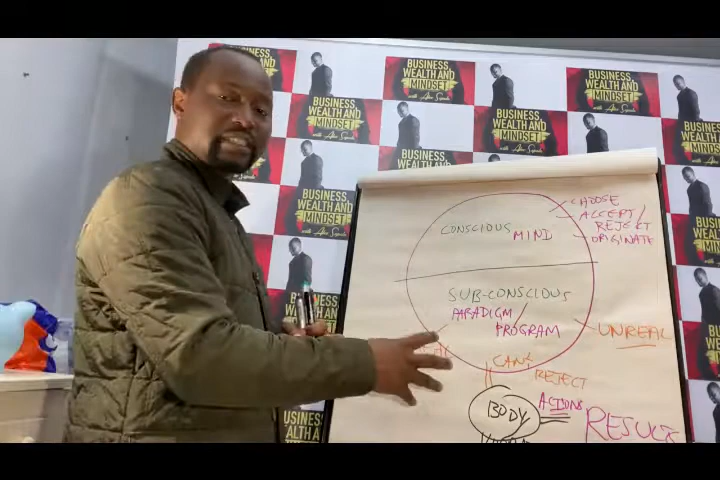 BUSINESS
WEALTH AND
MINDSET
CHOOSE
ACCEPT/
REJECT
ORIGINATE
CONSCIOUS MIND
SUB-CONSCIOUS
PARADIGM/
PROGRAM
UNREAL
CAN'T
REJECT
BODY
ACTIONS
RESULTS